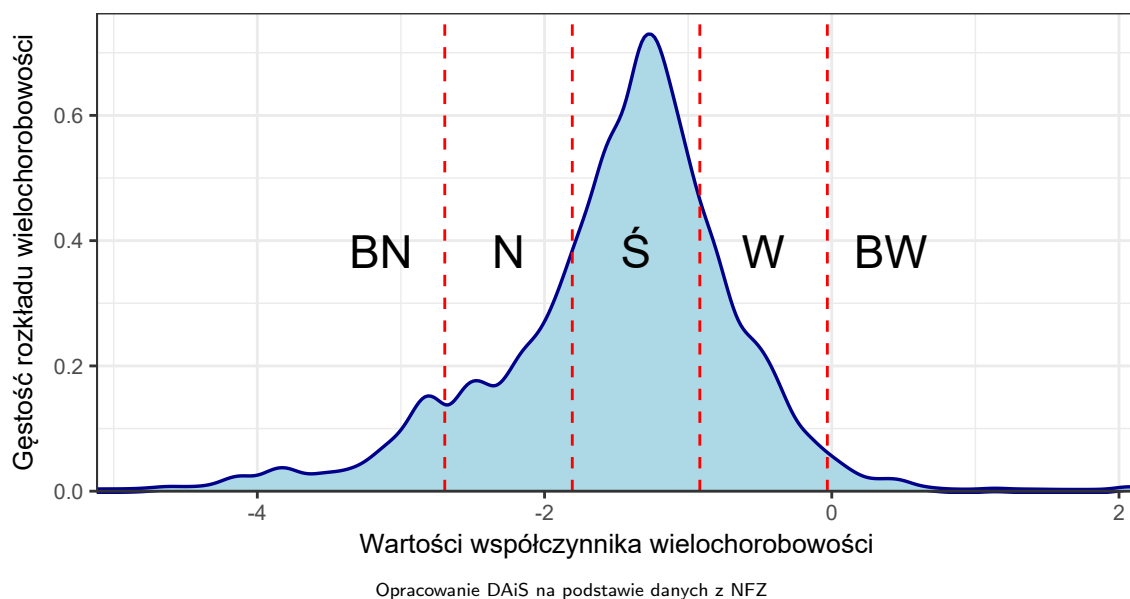 Gęstość rozkładu wielochorobowości
0.6
0.4
0.2
0.0
BN N Ś W BW
-4 -2 0 2
Wartości współczynnika wielochorobowości
Opracowanie DAiS na podstawie danych z NFZ